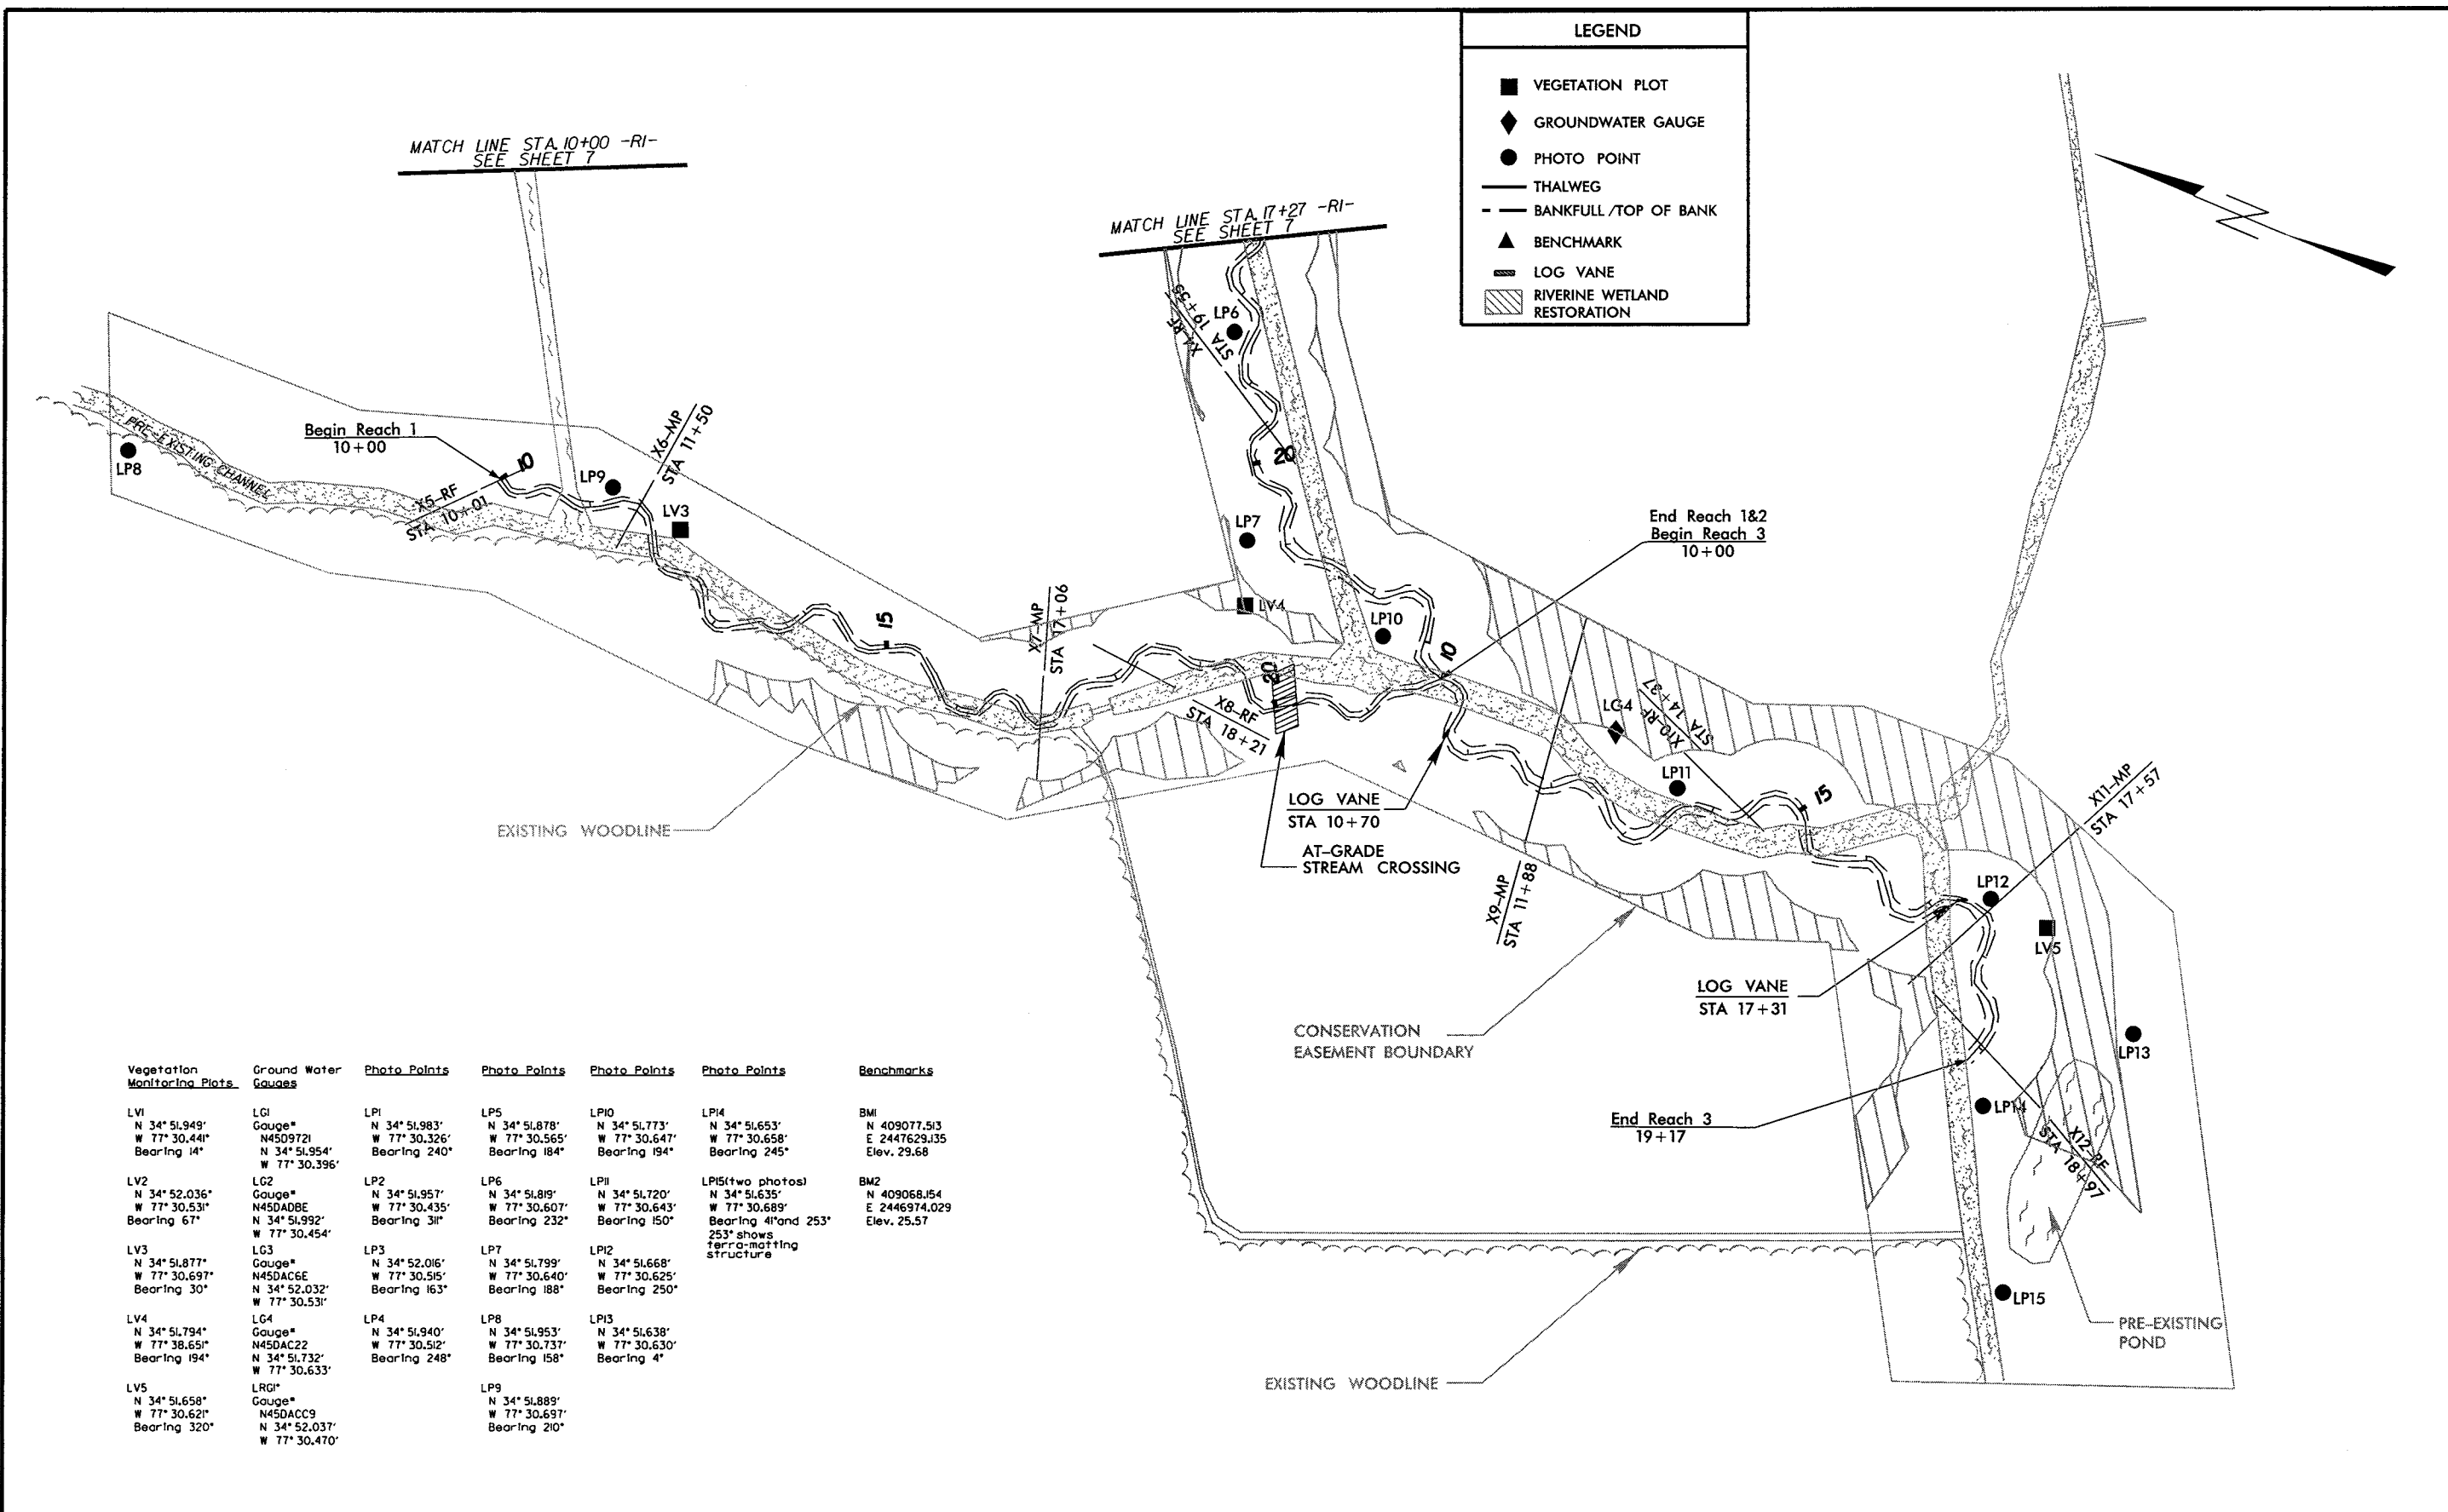 LEGEND
VEGETATION PLOT
GROUNDWATER GAUGE
PHOTO POINT
THALWEG
BANKFULL/TOP OF BANK
BENCHMARK
LOG VANE
RIVERINE WETLAND
RESTORATION
MATCH LINE STA. 10+00 -R1-
SEE SHEET 7
MATCH LINE STA. 17+27 -R1-
SEE SHEET 7
X4-RF
STA 19+55
LP6
PRE-EXISTING CHANNEL
LP8
Begin Reach 1
10+00
10
X5-RF
STA 10+01
LP9
X6-MP
STA 11+50
LV3
20
LP7
LV4
LP10
End Reach 1&2
Begin Reach 3
10+00
15
X7-MP
STA 17+06
20
X8-RF
STA 18+21
10
LG4
X10-RF
STA 14+37
LP11
15
X11-MP
STA 17+57
EXISTING WOODLINE
LOG VANE
STA 10+70
AT-GRADE
STREAM CROSSING
X9-MP
STA 11+88
LP12
LV5
LOG VANE
STA 17+31
CONSERVATION
EASEMENT BOUNDARY
LP13
End Reach 3
19+17
LP14
X12-RF
STA 18+97
LP15
PRE-EXISTING
POND
EXISTING WOODLINE
Vegetation
Monitoring Plots
LV1
N 34° 51.949'
W 77° 30.441"
Bearing 14°
LV2
N 34° 52.036"
W 77° 30.531"
Bearing 67°
LV3
N 34° 51.877"
W 77° 30.697"
Bearing 30°
LV4
N 34° 51.794"
W 77° 38.651"
Bearing 194°
LV5
N 34° 51.658"
W 77° 30.621"
Bearing 320°
Ground Water
Gauges
LG1
Gauge#
N45D9721
N 34° 51.954'
W 77° 30.396'
LG2
Gauge#
N45DADBE
N 34° 51.992'
W 77° 30.454'
LG3
Gauge#
N45DAC6E
N 34° 52.032'
W 77° 30.531'
LG4
Gauge#
N45DAC22
N 34° 51.732'
W 77° 30.633'
LRG1*
Gauge#
N45DACC9
N 34° 52.037'
W 77° 30.470'
Photo Points
LP1
N 34° 51.983'
W 77° 30.326'
Bearing 240°
LP2
N 34° 51.957'
W 77° 30.435'
Bearing 311°
LP3
N 34° 52.016'
W 77° 30.515'
Bearing 163°
LP4
N 34° 51.940'
W 77° 30.512'
Bearing 248°
Photo Points
LP5
N 34° 51.878'
W 77° 30.565'
Bearing 184°
LP6
N 34° 51.819'
W 77° 30.607'
Bearing 232°
LP7
N 34° 51.799'
W 77° 30.640'
Bearing 188°
LP8
N 34° 51.953'
W 77° 30.737'
Bearing 158°
LP9
N 34° 51.889'
W 77° 30.697'
Bearing 210°
Photo Points
LP10
N 34° 51.773'
W 77° 30.647'
Bearing 194°
LP11
N 34° 51.720'
W 77° 30.643'
Bearing 150°
LP12
N 34° 51.668'
W 77° 30.625'
Bearing 250°
LP13
N 34° 51.638'
W 77° 30.630'
Bearing 4°
Photo Points
LP14
N 34° 51.653'
W 77° 30.658'
Bearing 245°
LP15(two photos)
N 34° 51.635'
W 77° 30.689'
Bearing 41°and 253°
253° shows
terra-matting
structure
Benchmarks
BM1
N 409077.513
E 2447629.135
Elev. 29.68
BM2
N 409068.154
E 2446974.029
Elev. 25.57